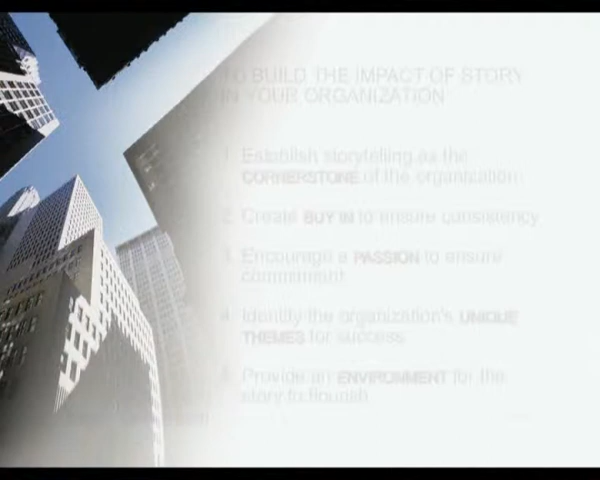 TO BUILD THE IMPACT OF STORY
IN YOUR ORGANIZATION
1. Establish storytelling as the
CORNERSTONE of the organization
2. Create BUY IN to ensure consistency
3. Encourage a PASSION to ensure
commitment
4. Identify the organization's UNIQUE
THEMES for success
5. Provide an ENVIRONMENT for the
story to flourish